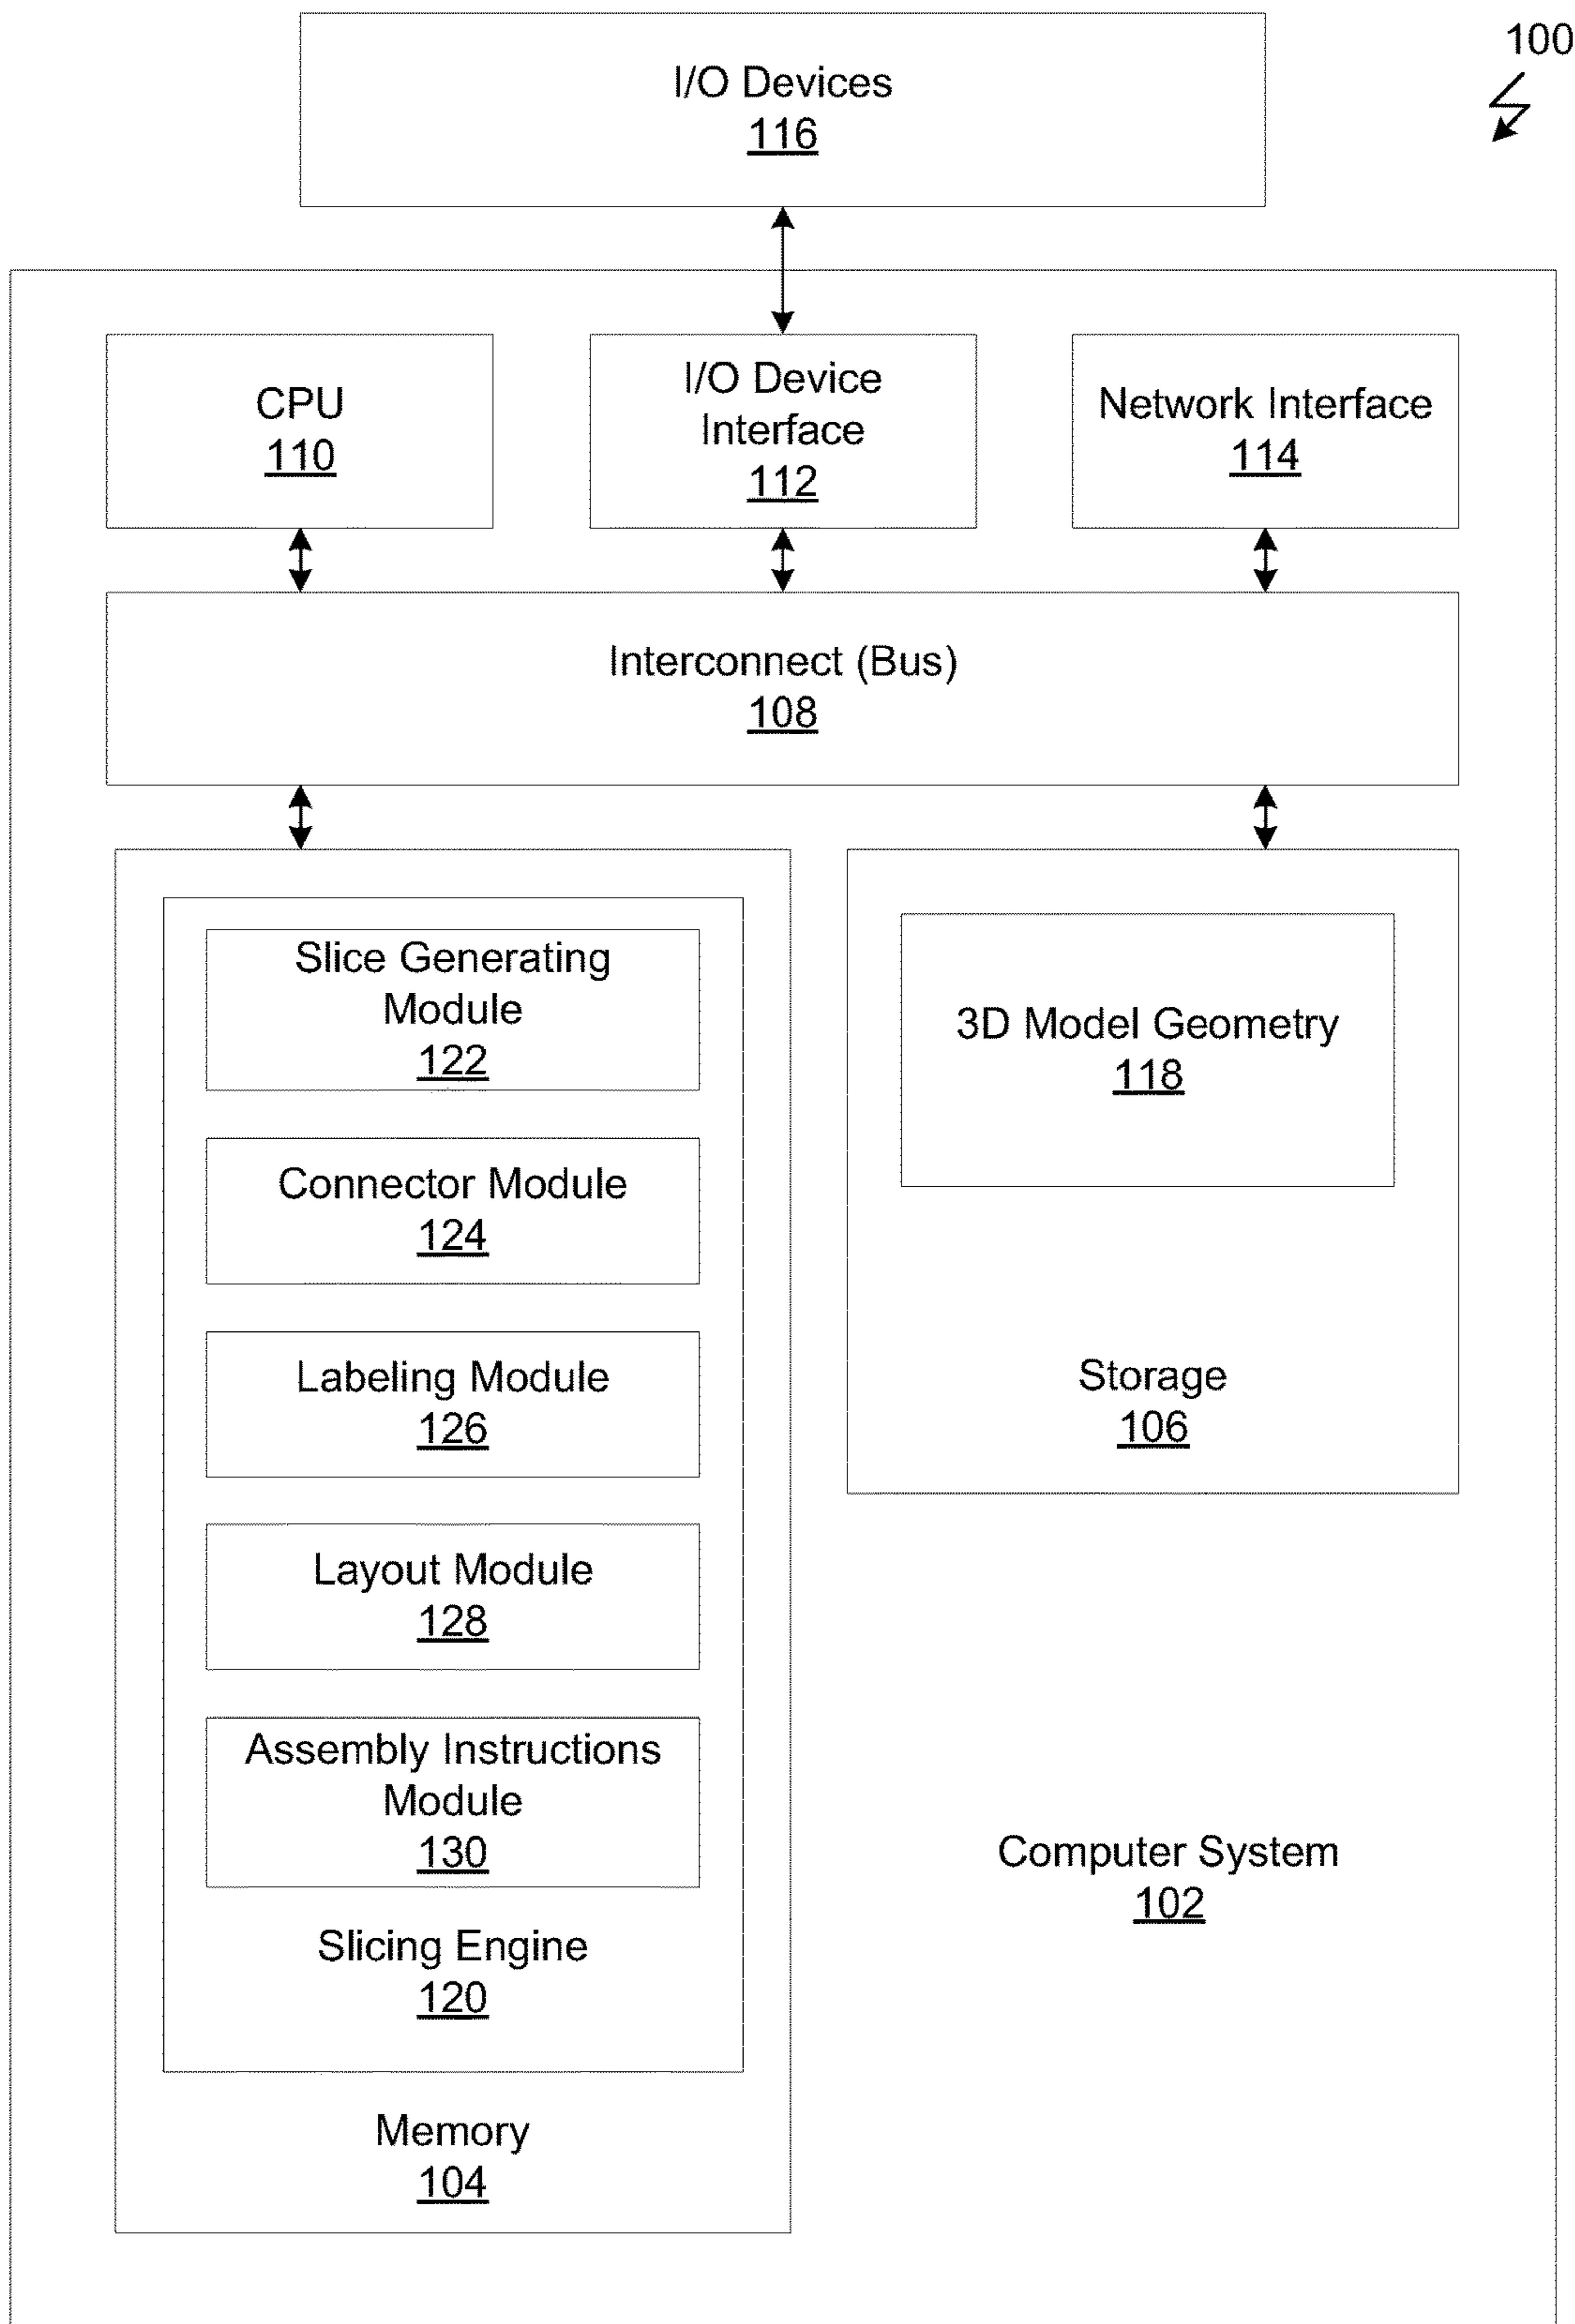 100
I/O Devices
116
CPU
110
I/O Device
Interface
112
Network Interface
114
Interconnect (Bus)
108
Slice Generating
Module
122
Connector Module
124
Labeling Module
126
Layout Module
128
Assembly Instructions
Module
130
Slicing Engine
120
Memory
104
3D Model Geometry
118
Storage
106
Computer System
102